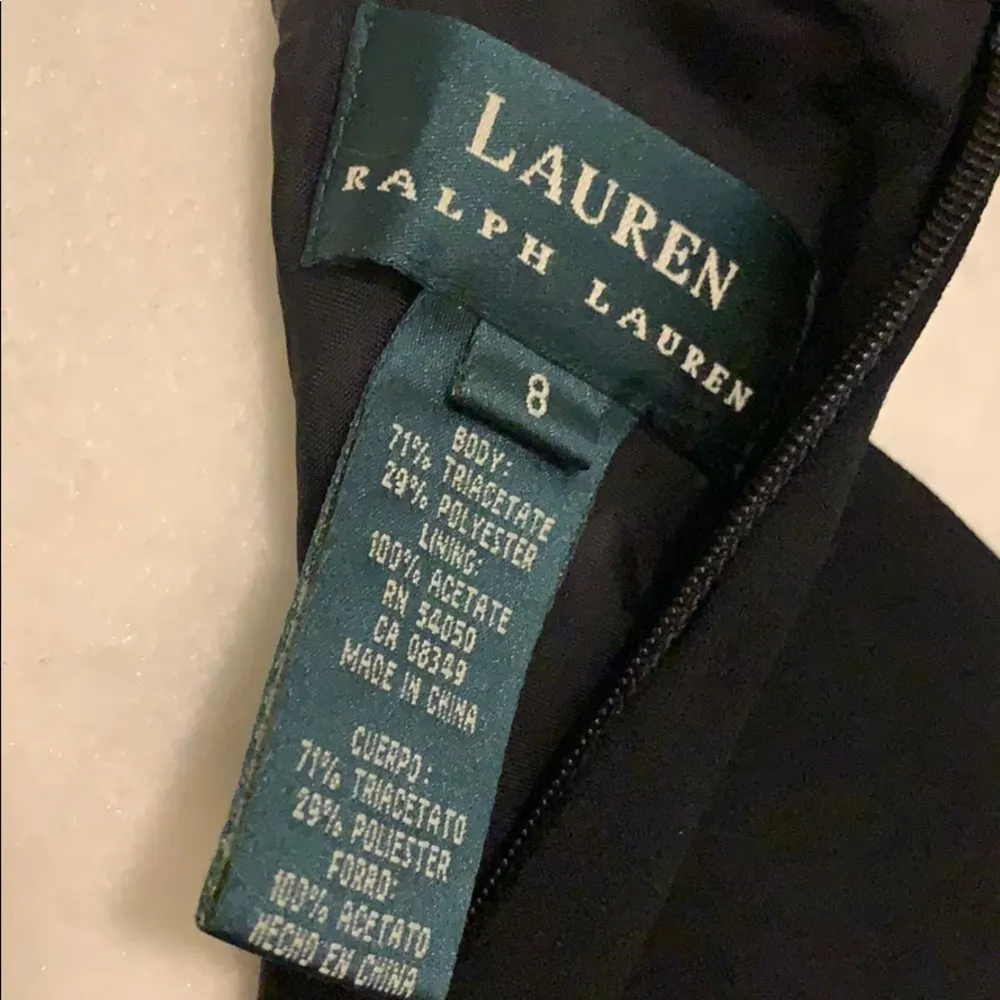 LAUREN
RALPH LAUREN
8
BODY:
71% TRIACETATE
29% POLYESTER
LINING:
100% ACETATE
RN 54050
CA 08349
MADE IN CHINA
CUERPO:
71% TRIACETATO
29% POLIESTER
FORRO:
100% ACETATO
HECHO EN CHINA